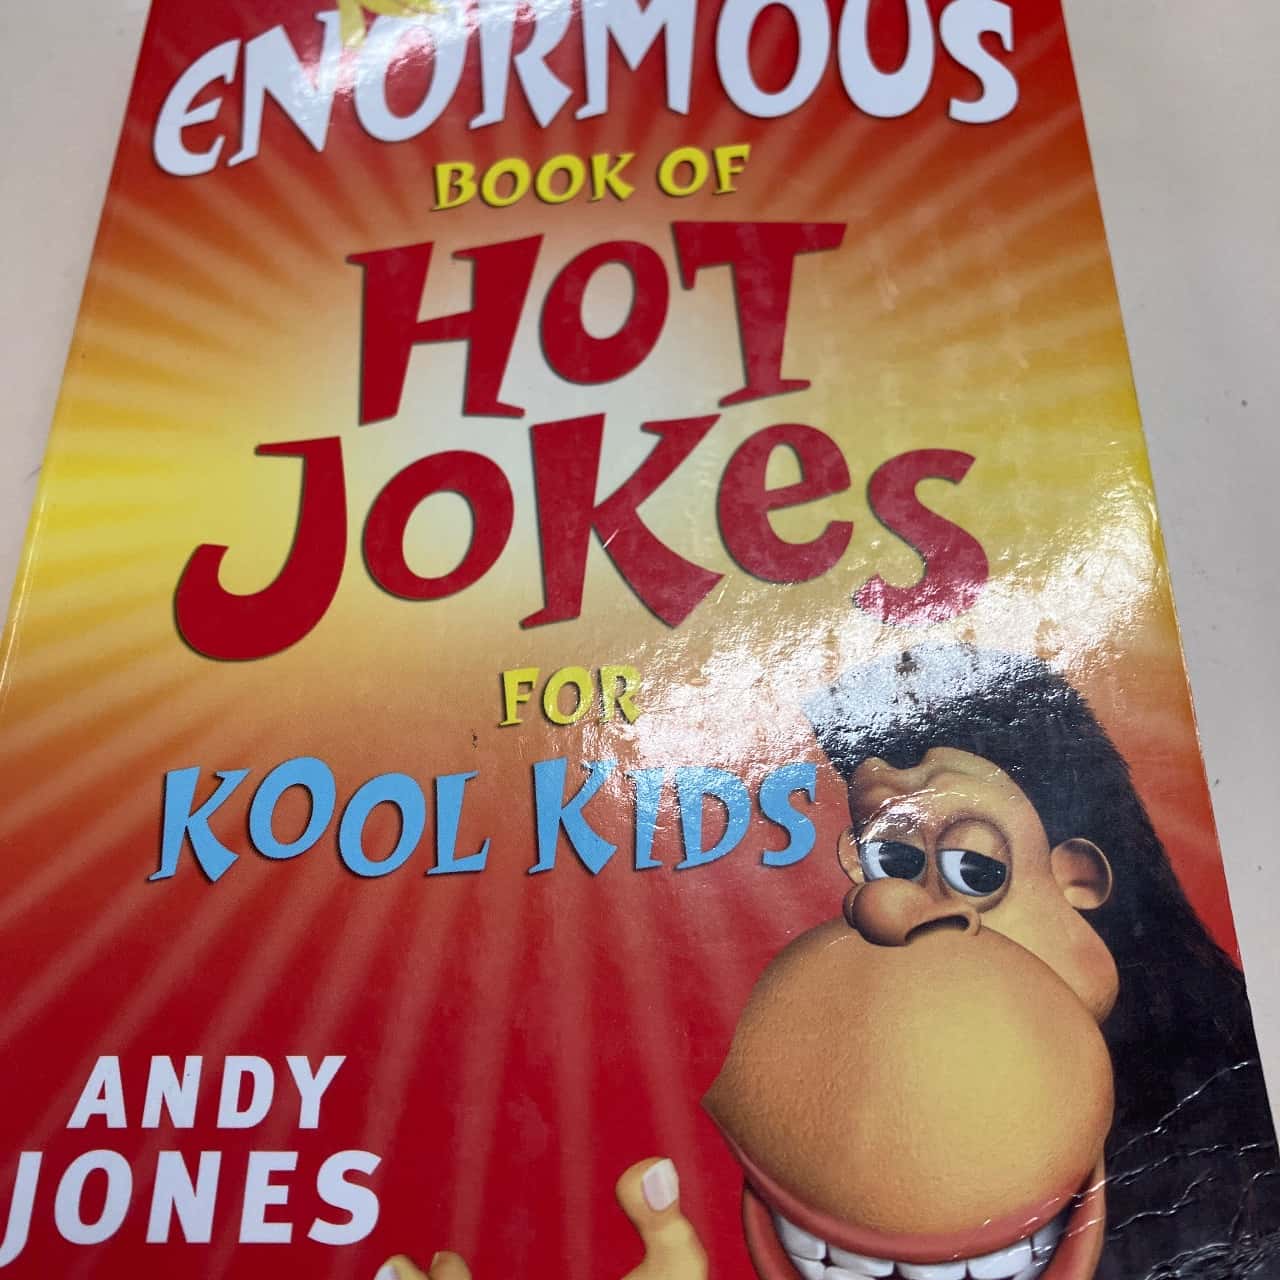 ENORMOUS
BOOK OF
HOT
JOKES
FOR
KOOL KIDS
ANDY
JONES